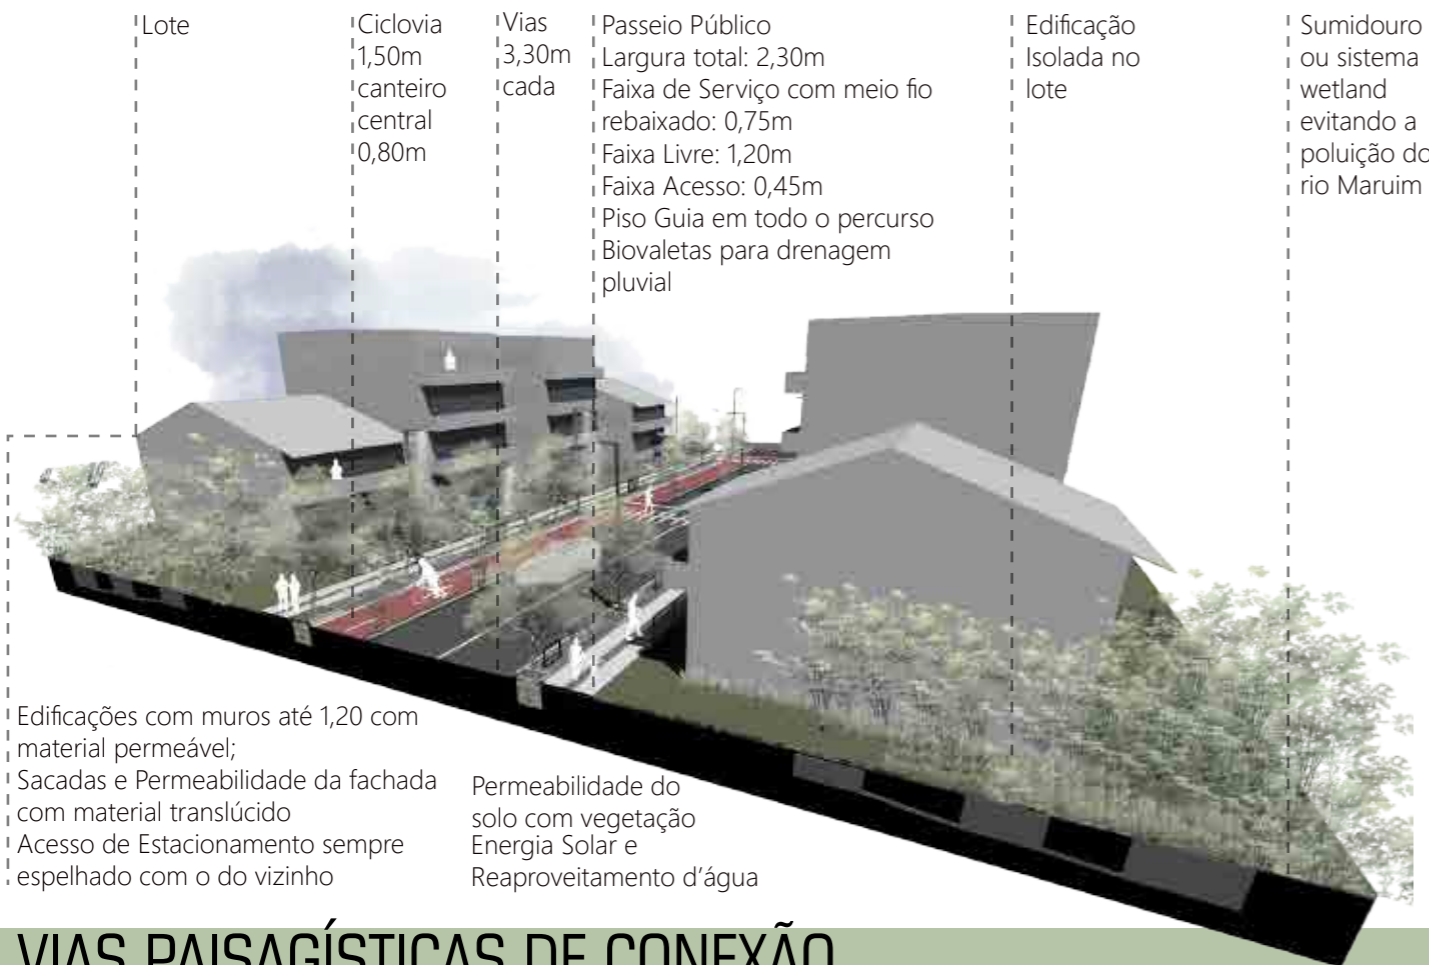 Lote
Ciclovia
1,50m
canteiro
central
0,80m
Vias
3,30m
cada
Passeio Público
Largura total: 2,30m
Faixa de Serviço com meio fio
rebaixado: 0,75m
Faixa Livre: 1,20m
Faixa Acesso: 0,45m
Piso Guia em todo o percurso
Biovaletas para drenagem
pluvial
Edificação
Isolada no
lote
Sumidouro
ou sistema
wetland
evitando a
poluição do
rio Maruim
Edificações com muros até 1,20 com
material permeável;
Sacadas e Permeabilidade da fachada
com material translúcido
Acesso de Estacionamento sempre
espelhado com o do vizinho
Permeabilidade do
solo com vegetação
Energia Solar e
Reaproveitamento d'água
VIAS PAISAGÍSTICAS DE CONEXÃO